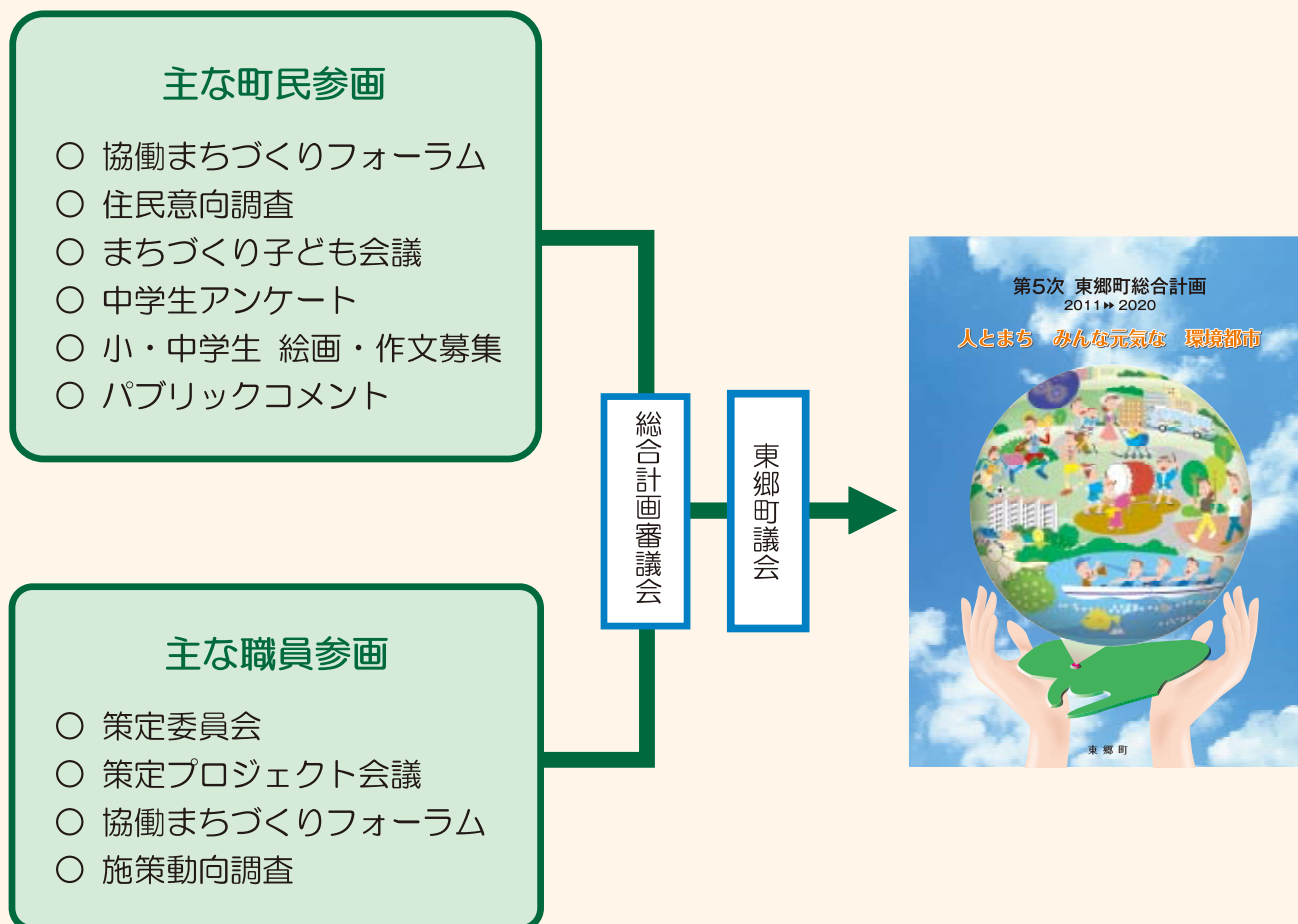 主な町民参画
○ 協働まちづくりフォーラム
○ 住民意向調査
○ まちづくり子ども会議
○ 中学生アンケート
○ 小・中学生 絵画・作文募集
○ パブリックコメント
主な職員参画
○ 策定委員会
○ 策定プロジェクト会議
○ 協働まちづくりフォーラム
○ 施策動向調査
総合計画審議会
東郷町議会
第5次 東郷町総合計画
2011▸▸2020
人とまち みんな元気な 環境都市
東郷町